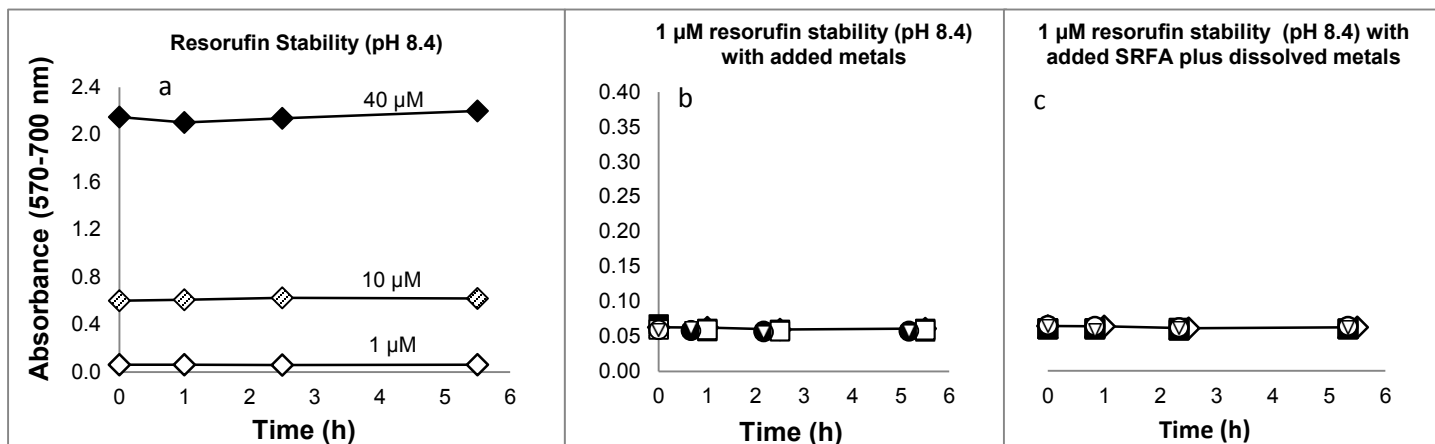 Resorufin Stability (pH 8.4)
a
Absorbance (570-700 nm)
2.4
2.0
1.6
1.2
0.8
0.4
0.0
40 µM
10 µM
1 µM
0 1 2 3 4 5 6
Time (h)
1 µM resorufin stability (pH 8.4)
with added metals
b
0.40
0.35
0.30
0.25
0.20
0.15
0.10
0.05
0.00
0 1 2 3 4 5 6
Time (h)
1 µM resorufin stability (pH 8.4) with
added SRFA plus dissolved metals
c
0 1 2 3 4 5 6
Time (h)